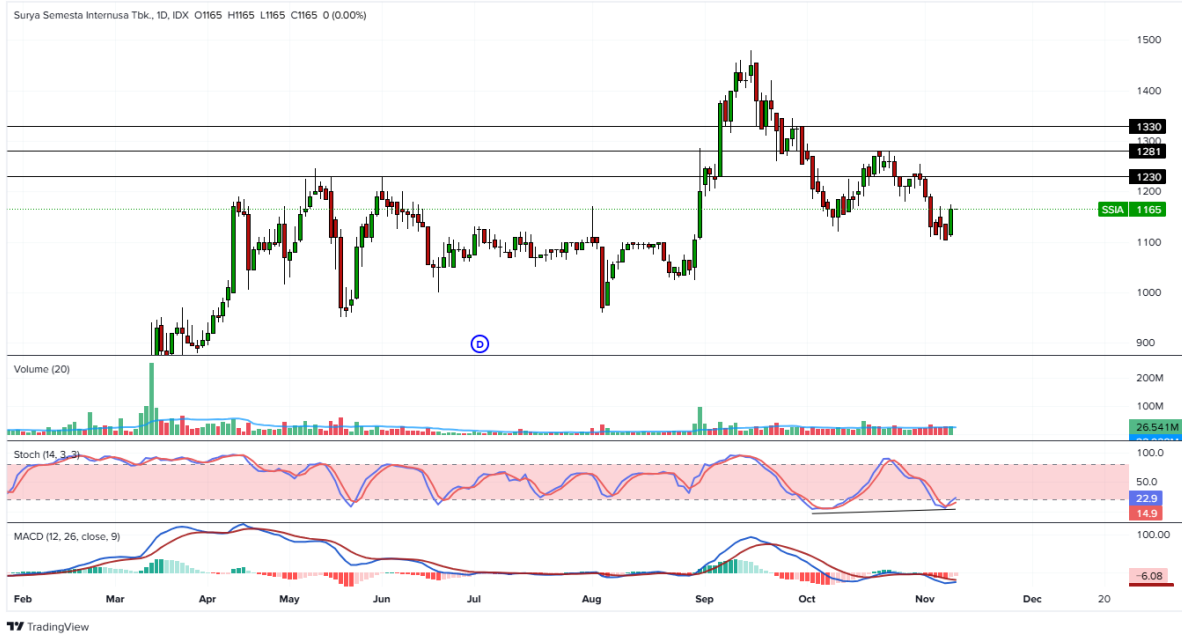 Surya Semesta Internusa Tbk., 1D, IDX O1165 H1165 L1165 C1165 0 (0.00%)
1500
1400
1330
1300
1281
1230
1200
SSIA 1165
1100
1000
D
900
Volume (20)
200M
100M
26.541M
Stoch (14, 3, 3)
100.0
50.0
22.9
14.9
MACD (12, 26, close, 9)
100.00
−6.08
Feb Mar Apr May Jun Jul Aug Sep Oct Nov Dec 20
TradingView